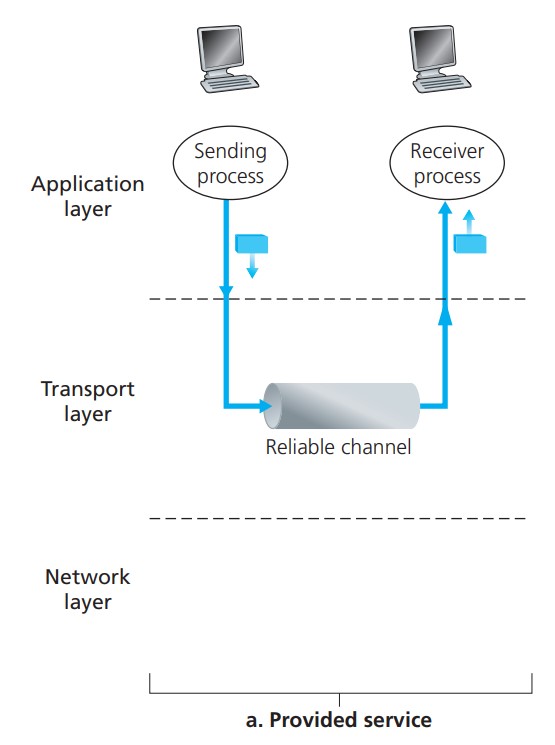 Sending
process
Receiver
process
Application
layer
Transport
layer
Reliable channel
Network
layer
a. Provided service